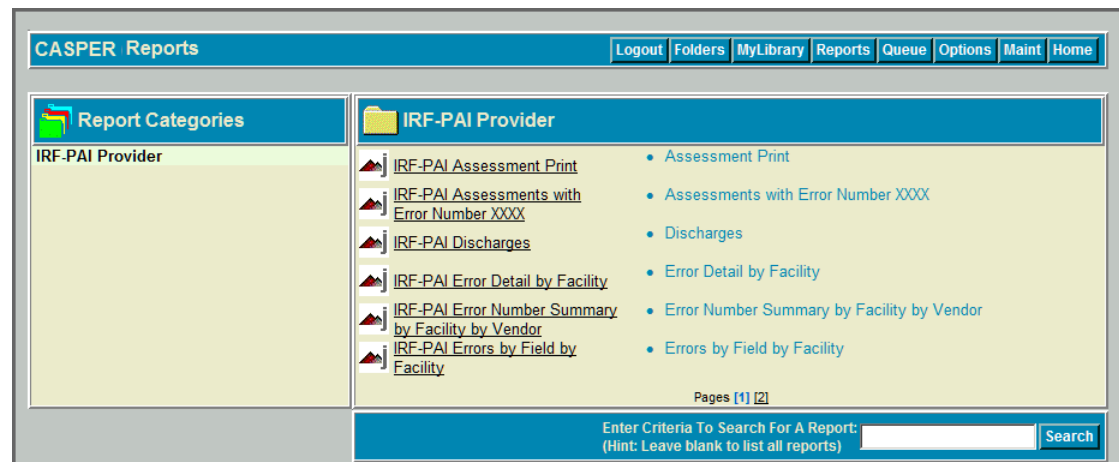 CASPER Reports
Logout Folders MyLibrary Reports Queue Options Maint Home
Report Categories
IRF-PAI Provider
IRF-PAI Provider
IRF-PAI Assessment Print
• Assessment Print
IRF-PAI Assessments with
Error Number XXXX
• Assessments with Error Number XXXX
IRF-PAI Discharges
• Discharges
IRF-PAI Error Detail by Facility
• Error Detail by Facility
IRF-PAI Error Number Summary
by Facility by Vendor
• Error Number Summary by Facility by Vendor
IRF-PAI Errors by Field by
Facility
• Errors by Field by Facility
Pages [1] [2]
Enter Criteria To Search For A Report:
(Hint: Leave blank to list all reports)
Search